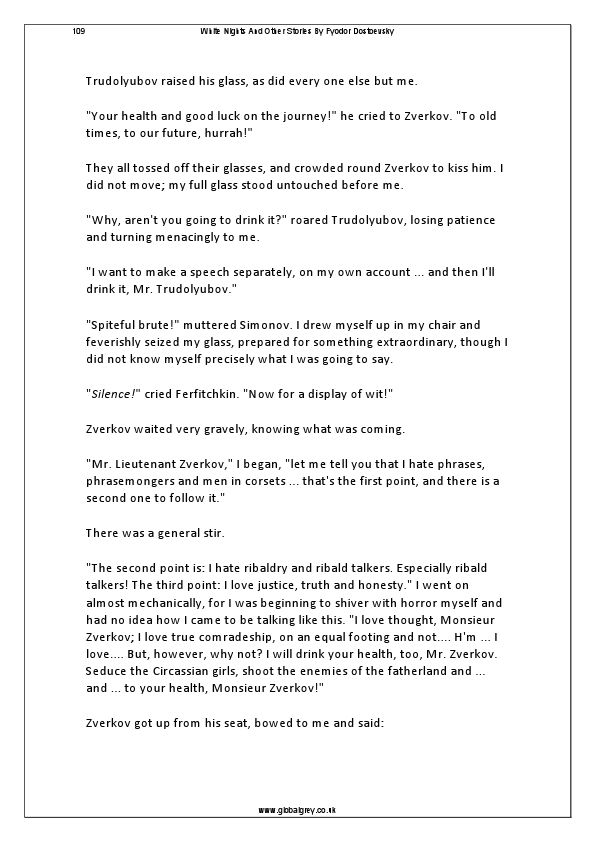 109 White Nights And Other Stories By Fyodor Dostoevsky
Trudolyubov raised his glass, as did every one else but me.
"Your health and good luck on the journey!" he cried to Zverkov. "To old
times, to our future, hurrah!"
They all tossed off their glasses, and crowded round Zverkov to kiss him. I
did not move; my full glass stood untouched before me.
"Why, aren't you going to drink it?" roared Trudolyubov, losing patience
and turning menacingly to me.
"I want to make a speech separately, on my own account ... and then I'll
drink it, Mr. Trudolyubov."
"Spiteful brute!" muttered Simonov. I drew myself up in my chair and
feverishly seized my glass, prepared for something extraordinary, though I
did not know myself precisely what I was going to say.
"Silence!" cried Ferfitchkin. "Now for a display of wit!"
Zverkov waited very gravely, knowing what was coming.
"Mr. Lieutenant Zverkov," I began, "let me tell you that I hate phrases,
phrasemongers and men in corsets ... that's the first point, and there is a
second one to follow it."
There was a general stir.
"The second point is: I hate ribaldry and ribald talkers. Especially ribald
talkers! The third point: I love justice, truth and honesty." I went on
almost mechanically, for I was beginning to shiver with horror myself and
had no idea how I came to be talking like this. "I love thought, Monsieur
Zverkov; I love true comradeship, on an equal footing and not.... H'm ... I
love.... But, however, why not? I will drink your health, too, Mr. Zverkov.
Seduce the Circassian girls, shoot the enemies of the fatherland and ...
and ... to your health, Monsieur Zverkov!"
Zverkov got up from his seat, bowed to me and said:
www.globalgrey.co.uk